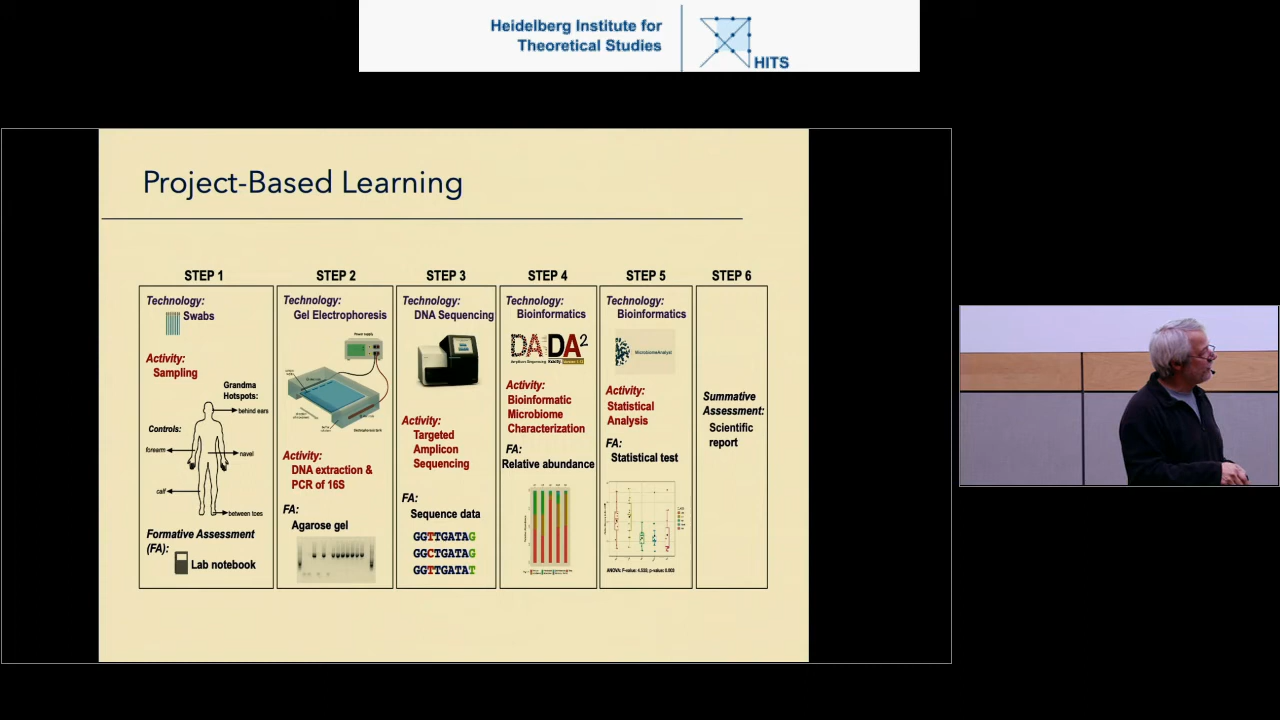 Heidelberg Institute for
Theoretical Studies
HITS
Project-Based Learning
STEP 1
Technology:
Swabs
Activity:
Sampling
Grandma
Hotspots:
behind ears
Controls:
forearm
navel
calf
between toes
Formative Assessment
(FA):
Lab notebook
STEP 2
Technology:
Gel Electrophoresis
Power supply
Activity:
DNA extraction &
PCR of 16S
FA:
Agarose gel
STEP 3
Technology:
DNA Sequencing
Activity:
Targeted
Amplicon
Sequencing
FA:
Sequence data
GGTTGATAG
GGCTGATAG
GGTTGATAT
STEP 4
Technology:
Bioinformatics
DADA2
Activity:
Bioinformatic
Microbiome
Characterization
FA:
Relative abundance
STEP 5
Technology:
Bioinformatics
MicrobiomeAnalyst
Activity:
Statistical
Analysis
FA:
Statistical test
STEP 6
Summative
Assessment:
Scientific
report